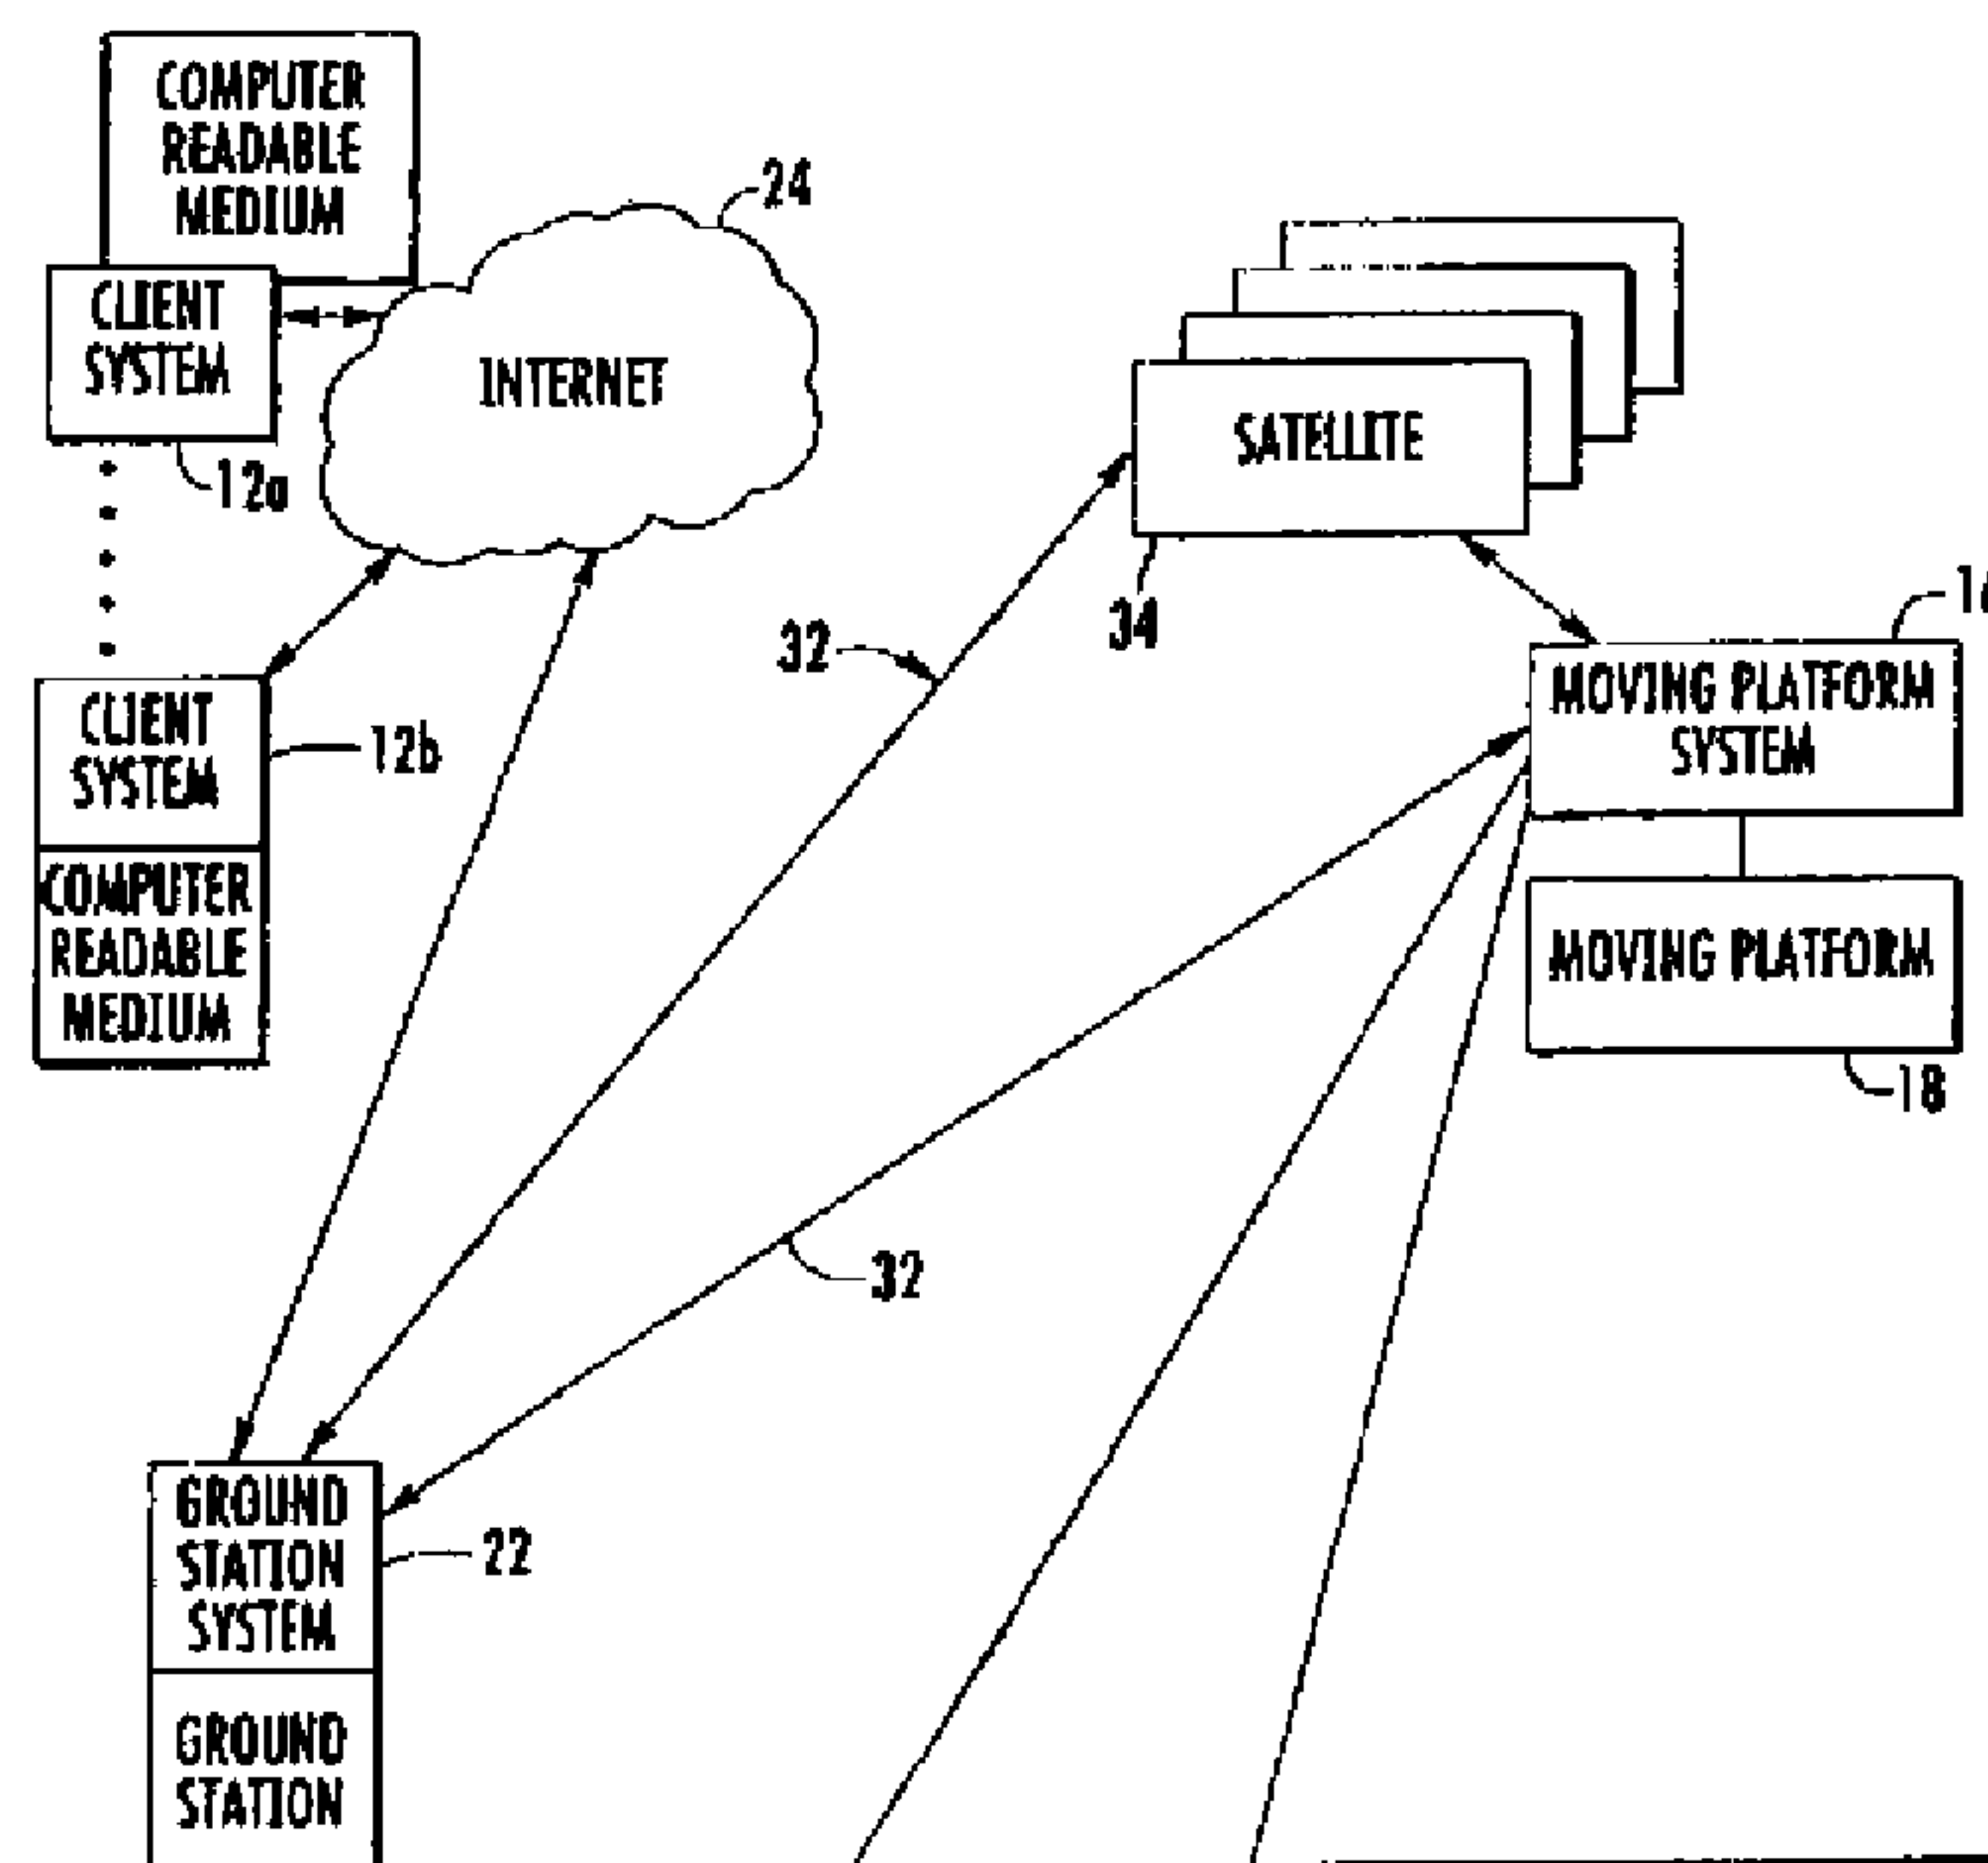 COMPUTER
READABLE
MEDIUM
24
CLIENT
SYSTEM
INTERNET
SATELLITE
12a
34
32
MOVING PLATFORM
SYSTEM
CLIENT
SYSTEM
12b
COMPUTER
READABLE
MEDIUM
MOVING PLATFORM
18
32
GROUND
STATION
SYSTEM
22
GROUND
STATION